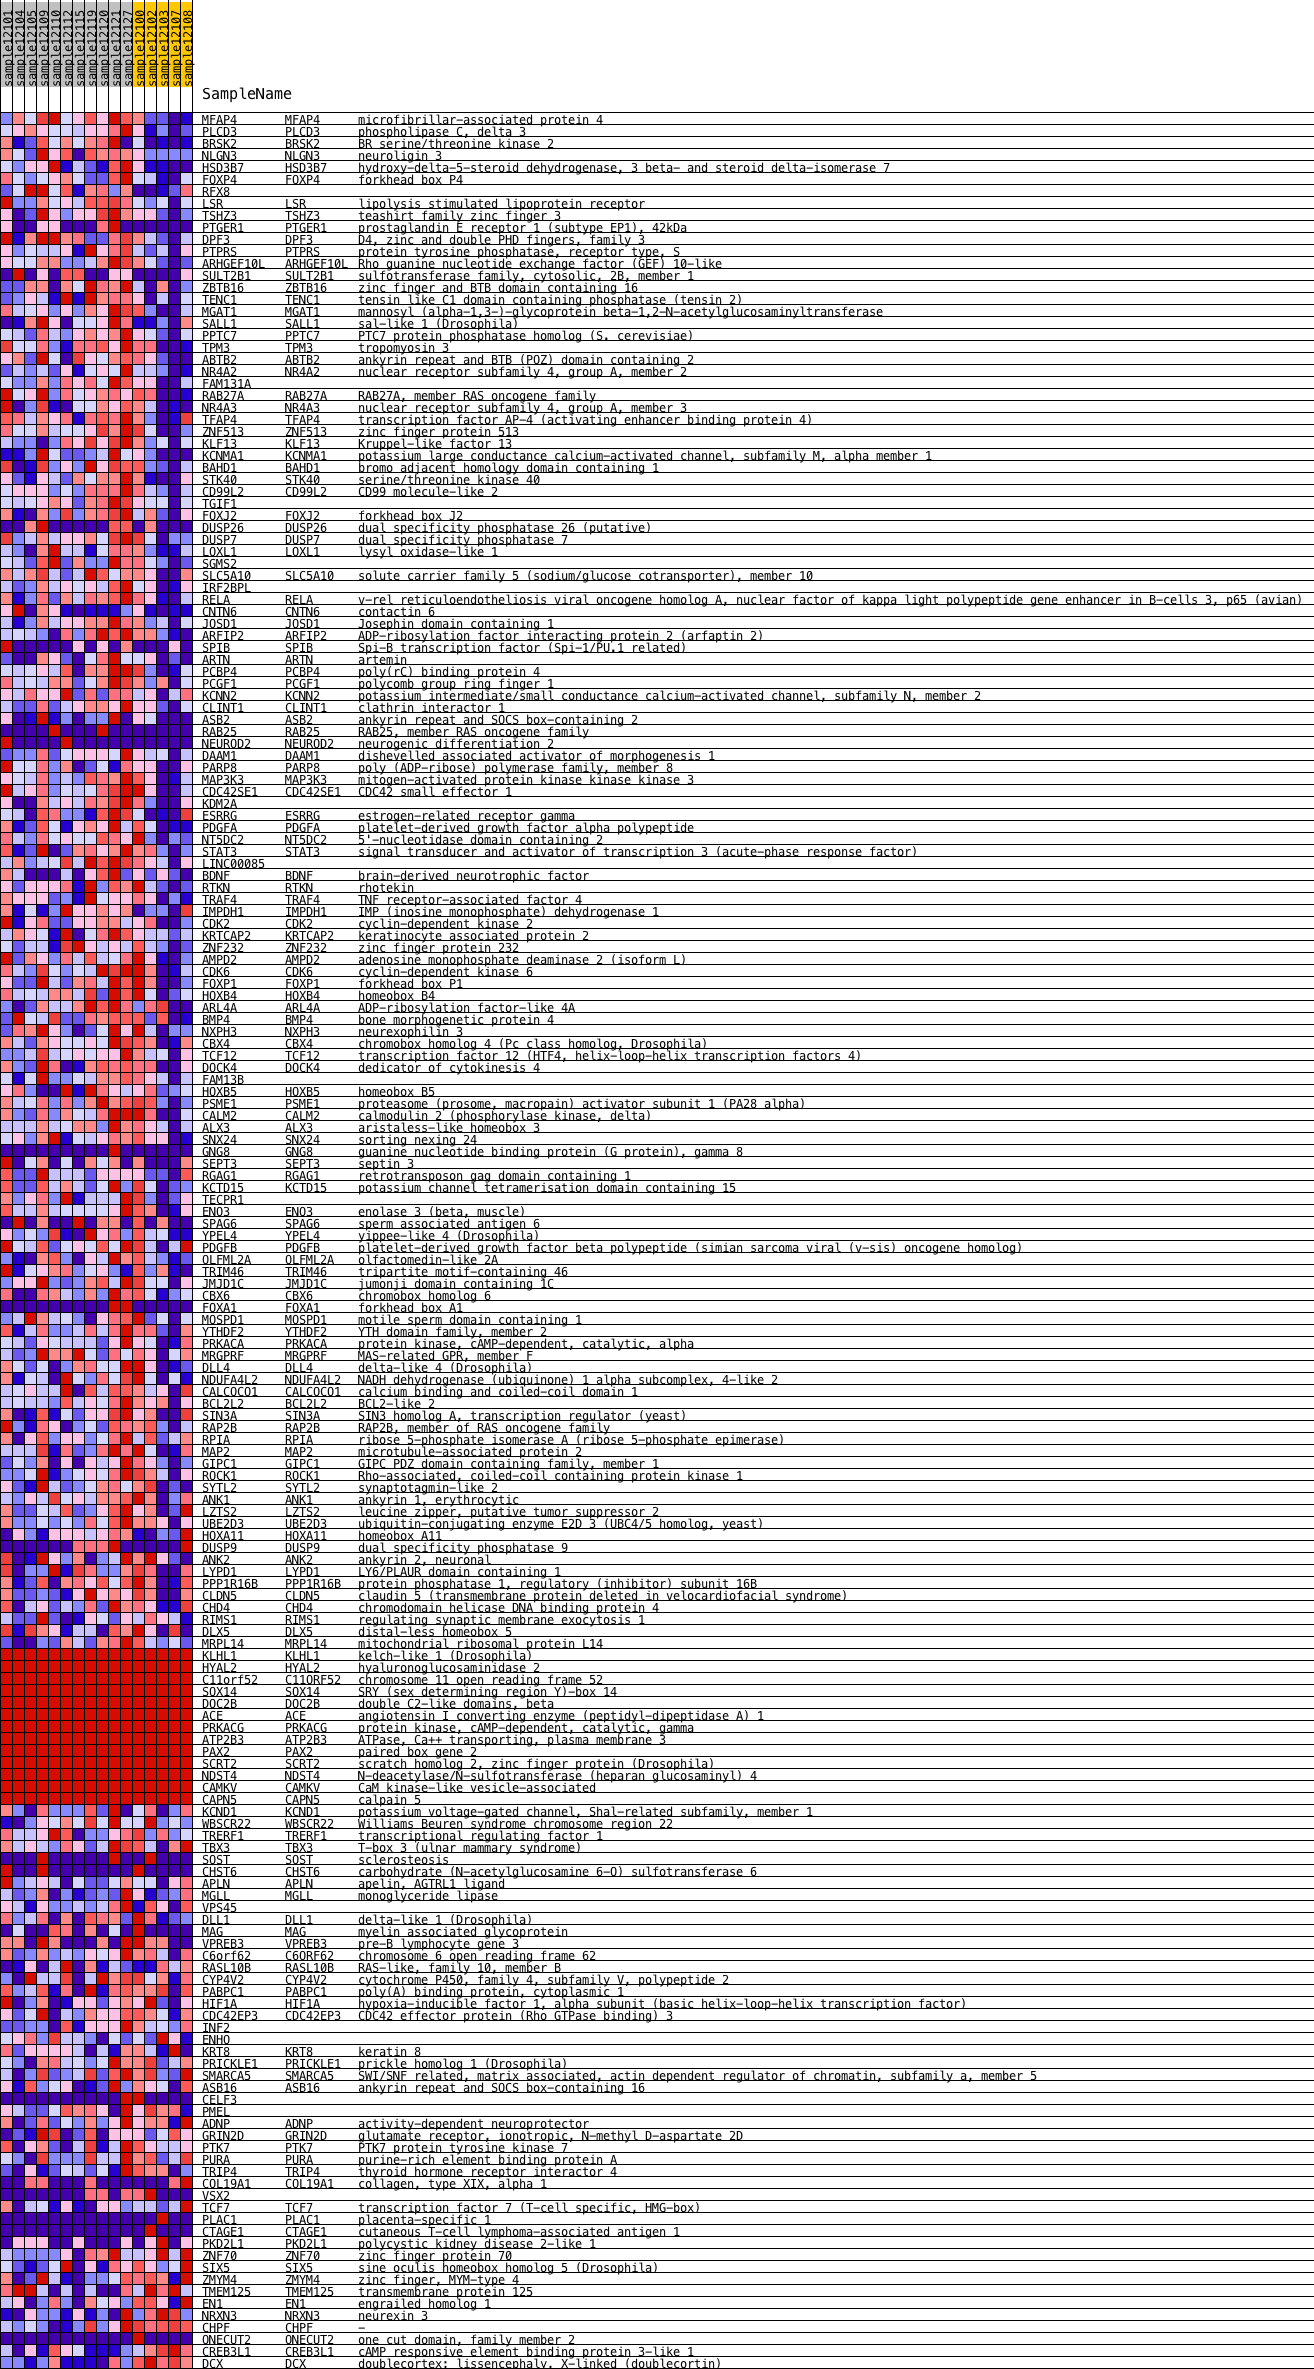 sample12101 sample12104 sample12105 sample12109 sample12110 sample12112 sample12115 sample12119 sample12120 sample12121 sample12127 sample12100 sample12102 sample12103 sample12107 sample12108
SampleName
MFAP4 MFAP4 microfibrillar-associated protein 4
PLCD3 PLCD3 phospholipase C, delta 3
BRSK2 BRSK2 BR serine/threonine kinase 2
NLGN3 NLGN3 neuroligin 3
HSD3B7 HSD3B7 hydroxy-delta-5-steroid dehydrogenase, 3 beta- and steroid delta-isomerase 7
FOXP4 FOXP4 forkhead box P4
RFX8
LSR LSR lipolysis stimulated lipoprotein receptor
TSHZ3 TSHZ3 teashirt family zinc finger 3
PTGER1 PTGER1 prostaglandin E receptor 1 (subtype EP1), 42kDa
DPF3 DPF3 D4, zinc and double PHD fingers, family 3
PTPRS PTPRS protein tyrosine phosphatase, receptor type, S
ARHGEF10L ARHGEF10L Rho guanine nucleotide exchange factor (GEF) 10-like
SULT2B1 SULT2B1 sulfotransferase family, cytosolic, 2B, member 1
ZBTB16 ZBTB16 zinc finger and BTB domain containing 16
TENC1 TENC1 tensin like C1 domain containing phosphatase (tensin 2)
MGAT1 MGAT1 mannosyl (alpha-1,3-)-glycoprotein beta-1,2-N-acetylglucosaminyltransferase
SALL1 SALL1 sal-like 1 (Drosophila)
PPTC7 PPTC7 PTC7 protein phosphatase homolog (S. cerevisiae)
TPM3 TPM3 tropomyosin 3
ABTB2 ABTB2 ankyrin repeat and BTB (POZ) domain containing 2
NR4A2 NR4A2 nuclear receptor subfamily 4, group A, member 2
FAM131A
RAB27A RAB27A RAB27A, member RAS oncogene family
NR4A3 NR4A3 nuclear receptor subfamily 4, group A, member 3
TFAP4 TFAP4 transcription factor AP-4 (activating enhancer binding protein 4)
ZNF513 ZNF513 zinc finger protein 513
KLF13 KLF13 Kruppel-like factor 13
KCNMA1 KCNMA1 potassium large conductance calcium-activated channel, subfamily M, alpha member 1
BAHD1 BAHD1 bromo adjacent homology domain containing 1
STK40 STK40 serine/threonine kinase 40
CD99L2 CD99L2 CD99 molecule-like 2
TGIF1
FOXJ2 FOXJ2 forkhead box J2
DUSP26 DUSP26 dual specificity phosphatase 26 (putative)
DUSP7 DUSP7 dual specificity phosphatase 7
LOXL1 LOXL1 lysyl oxidase-like 1
SGMS2
SLC5A10 SLC5A10 solute carrier family 5 (sodium/glucose cotransporter), member 10
IRF2BPL
RELA RELA v-rel reticuloendotheliosis viral oncogene homolog A, nuclear factor of kappa light polypeptide gene enhancer in B-cells 3, p65 (avian)
CNTN6 CNTN6 contactin 6
JOSD1 JOSD1 Josephin domain containing 1
ARFIP2 ARFIP2 ADP-ribosylation factor interacting protein 2 (arfaptin 2)
SPIB SPIB Spi-B transcription factor (Spi-1/PU.1 related)
ARTN ARTN artemin
PCBP4 PCBP4 poly(rC) binding protein 4
PCGF1 PCGF1 polycomb group ring finger 1
KCNN2 KCNN2 potassium intermediate/small conductance calcium-activated channel, subfamily N, member 2
CLINT1 CLINT1 clathrin interactor 1
ASB2 ASB2 ankyrin repeat and SOCS box-containing 2
RAB25 RAB25 RAB25, member RAS oncogene family
NEUROD2 NEUROD2 neurogenic differentiation 2
DAAM1 DAAM1 dishevelled associated activator of morphogenesis 1
PARP8 PARP8 poly (ADP-ribose) polymerase family, member 8
MAP3K3 MAP3K3 mitogen-activated protein kinase kinase kinase 3
CDC42SE1 CDC42SE1 CDC42 small effector 1
KDM2A
ESRRG ESRRG estrogen-related receptor gamma
PDGFA PDGFA platelet-derived growth factor alpha polypeptide
NT5DC2 NT5DC2 5'-nucleotidase domain containing 2
STAT3 STAT3 signal transducer and activator of transcription 3 (acute-phase response factor)
LINC00085
BDNF BDNF brain-derived neurotrophic factor
RTKN RTKN rhotekin
TRAF4 TRAF4 TNF receptor-associated factor 4
IMPDH1 IMPDH1 IMP (inosine monophosphate) dehydrogenase 1
CDK2 CDK2 cyclin-dependent kinase 2
KRTCAP2 KRTCAP2 keratinocyte associated protein 2
ZNF232 ZNF232 zinc finger protein 232
AMPD2 AMPD2 adenosine monophosphate deaminase 2 (isoform L)
CDK6 CDK6 cyclin-dependent kinase 6
FOXP1 FOXP1 forkhead box P1
HOXB4 HOXB4 homeobox B4
ARL4A ARL4A ADP-ribosylation factor-like 4A
BMP4 BMP4 bone morphogenetic protein 4
NXPH3 NXPH3 neurexophilin 3
CBX4 CBX4 chromobox homolog 4 (Pc class homolog, Drosophila)
TCF12 TCF12 transcription factor 12 (HTF4, helix-loop-helix transcription factors 4)
DOCK4 DOCK4 dedicator of cytokinesis 4
FAM13B
HOXB5 HOXB5 homeobox B5
PSME1 PSME1 proteasome (prosome, macropain) activator subunit 1 (PA28 alpha)
CALM2 CALM2 calmodulin 2 (phosphorylase kinase, delta)
ALX3 ALX3 aristaless-like homeobox 3
SNX24 SNX24 sorting nexing 24
GNG8 GNG8 guanine nucleotide binding protein (G protein), gamma 8
SEPT3 SEPT3 septin 3
RGAG1 RGAG1 retrotransposon gag domain containing 1
KCTD15 KCTD15 potassium channel tetramerisation domain containing 15
TECPR1
ENO3 ENO3 enolase 3 (beta, muscle)
SPAG6 SPAG6 sperm associated antigen 6
YPEL4 YPEL4 yippee-like 4 (Drosophila)
PDGFB PDGFB platelet-derived growth factor beta polypeptide (simian sarcoma viral (v-sis) oncogene homolog)
OLFML2A OLFML2A olfactomedin-like 2A
TRIM46 TRIM46 tripartite motif-containing 46
JMJD1C JMJD1C jumonji domain containing 1C
CBX6 CBX6 chromobox homolog 6
FOXA1 FOXA1 forkhead box A1
MOSPD1 MOSPD1 motile sperm domain containing 1
YTHDF2 YTHDF2 YTH domain family, member 2
PRKACA PRKACA protein kinase, cAMP-dependent, catalytic, alpha
MRGPRF MRGPRF MAS-related GPR, member F
DLL4 DLL4 delta-like 4 (Drosophila)
NDUFA4L2 NDUFA4L2 NADH dehydrogenase (ubiquinone) 1 alpha subcomplex, 4-like 2
CALCOCO1 CALCOCO1 calcium binding and coiled-coil domain 1
BCL2L2 BCL2L2 BCL2-like 2
SIN3A SIN3A SIN3 homolog A, transcription regulator (yeast)
RAP2B RAP2B RAP2B, member of RAS oncogene family
RPIA RPIA ribose 5-phosphate isomerase A (ribose 5-phosphate epimerase)
MAP2 MAP2 microtubule-associated protein 2
GIPC1 GIPC1 GIPC PDZ domain containing family, member 1
ROCK1 ROCK1 Rho-associated, coiled-coil containing protein kinase 1
SYTL2 SYTL2 synaptotagmin-like 2
ANK1 ANK1 ankyrin 1, erythrocytic
LZTS2 LZTS2 leucine zipper, putative tumor suppressor 2
UBE2D3 UBE2D3 ubiquitin-conjugating enzyme E2D 3 (UBC4/5 homolog, yeast)
HOXA11 HOXA11 homeobox A11
DUSP9 DUSP9 dual specificity phosphatase 9
ANK2 ANK2 ankyrin 2, neuronal
LYPD1 LYPD1 LY6/PLAUR domain containing 1
PPP1R16B PPP1R16B protein phosphatase 1, regulatory (inhibitor) subunit 16B
CLDN5 CLDN5 claudin 5 (transmembrane protein deleted in velocardiofacial syndrome)
CHD4 CHD4 chromodomain helicase DNA binding protein 4
RIMS1 RIMS1 regulating synaptic membrane exocytosis 1
DLX5 DLX5 distal-less homeobox 5
MRPL14 MRPL14 mitochondrial ribosomal protein L14
KLHL1 KLHL1 kelch-like 1 (Drosophila)
HYAL2 HYAL2 hyaluronoglucosaminidase 2
C11orf52 C11ORF52 chromosome 11 open reading frame 52
SOX14 SOX14 SRY (sex determining region Y)-box 14
DOC2B DOC2B double C2-like domains, beta
ACE ACE angiotensin I converting enzyme (peptidyl-dipeptidase A) 1
PRKACG PRKACG protein kinase, cAMP-dependent, catalytic, gamma
ATP2B3 ATP2B3 ATPase, Ca++ transporting, plasma membrane 3
PAX2 PAX2 paired box gene 2
SCRT2 SCRT2 scratch homolog 2, zinc finger protein (Drosophila)
NDST4 NDST4 N-deacetylase/N-sulfotransferase (heparan glucosaminyl) 4
CAMKV CAMKV CaM kinase-like vesicle-associated
CAPN5 CAPN5 calpain 5
KCND1 KCND1 potassium voltage-gated channel, Shal-related subfamily, member 1
WBSCR22 WBSCR22 Williams Beuren syndrome chromosome region 22
TRERF1 TRERF1 transcriptional regulating factor 1
TBX3 TBX3 T-box 3 (ulnar mammary syndrome)
SOST SOST sclerosteosis
CHST6 CHST6 carbohydrate (N-acetylglucosamine 6-O) sulfotransferase 6
APLN APLN apelin, AGTRL1 ligand
MGLL MGLL monoglyceride lipase
VPS45
DLL1 DLL1 delta-like 1 (Drosophila)
MAG MAG myelin associated glycoprotein
VPREB3 VPREB3 pre-B lymphocyte gene 3
C6orf62 C6ORF62 chromosome 6 open reading frame 62
RASL10B RASL10B RAS-like, family 10, member B
CYP4V2 CYP4V2 cytochrome P450, family 4, subfamily V, polypeptide 2
PABPC1 PABPC1 poly(A) binding protein, cytoplasmic 1
HIF1A HIF1A hypoxia-inducible factor 1, alpha subunit (basic helix-loop-helix transcription factor)
CDC42EP3 CDC42EP3 CDC42 effector protein (Rho GTPase binding) 3
INF2
ENHO
KRT8 KRT8 keratin 8
PRICKLE1 PRICKLE1 prickle homolog 1 (Drosophila)
SMARCA5 SMARCA5 SWI/SNF related, matrix associated, actin dependent regulator of chromatin, subfamily a, member 5
ASB16 ASB16 ankyrin repeat and SOCS box-containing 16
CELF3
PMEL
ADNP ADNP activity-dependent neuroprotector
GRIN2D GRIN2D glutamate receptor, ionotropic, N-methyl D-aspartate 2D
PTK7 PTK7 PTK7 protein tyrosine kinase 7
PURA PURA purine-rich element binding protein A
TRIP4 TRIP4 thyroid hormone receptor interactor 4
COL19A1 COL19A1 collagen, type XIX, alpha 1
VSX2
TCF7 TCF7 transcription factor 7 (T-cell specific, HMG-box)
PLAC1 PLAC1 placenta-specific 1
CTAGE1 CTAGE1 cutaneous T-cell lymphoma-associated antigen 1
PKD2L1 PKD2L1 polycystic kidney disease 2-like 1
ZNF70 ZNF70 zinc finger protein 70
SIX5 SIX5 sine oculis homeobox homolog 5 (Drosophila)
ZMYM4 ZMYM4 zinc finger, MYM-type 4
TMEM125 TMEM125 transmembrane protein 125
EN1 EN1 engrailed homolog 1
NRXN3 NRXN3 neurexin 3
CHPF CHPF -
ONECUT2 ONECUT2 one cut domain, family member 2
CREB3L1 CREB3L1 cAMP responsive element binding protein 3-like 1
DCX DCX doublecortex; lissencephaly, X-linked (doublecortin)